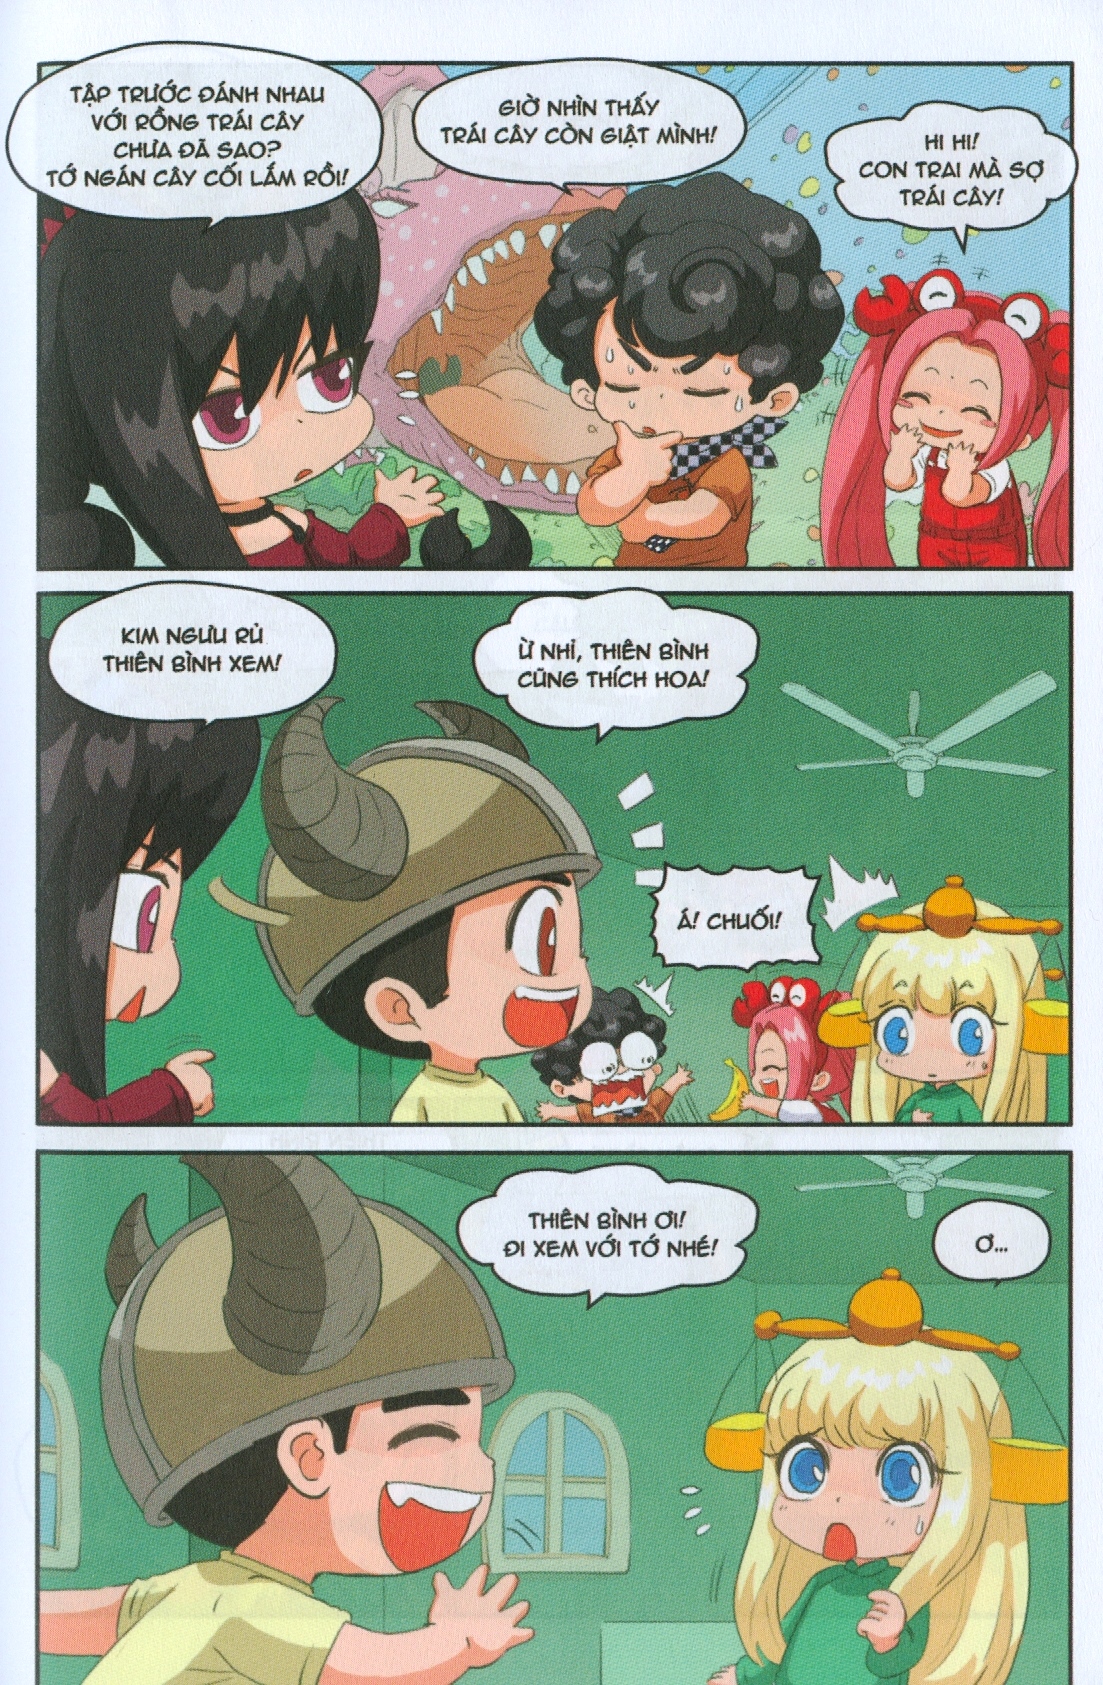 TẬP TRƯỚC ĐÁNH NHAU
VỚI RỒNG TRÁI CÂY
CHƯA ĐÃ SAO?
TỚ NGÁN CÂY CỐI LẮM RỒI!
GIỜ NHÌN THẤY
TRÁI CÂY CÒN GIẬT MÌNH!
HI HI!
CON TRAI MÀ SỢ
TRÁI CÂY!
KIM NGƯU RỦ
THIÊN BÌNH XEM!
Ừ NHỈ, THIÊN BÌNH
CŨNG THÍCH HOA!
Á! CHUỐI!
THIÊN BÌNH ƠI!
ĐI XEM VỚI TỚ NHÉ!
Ơ...